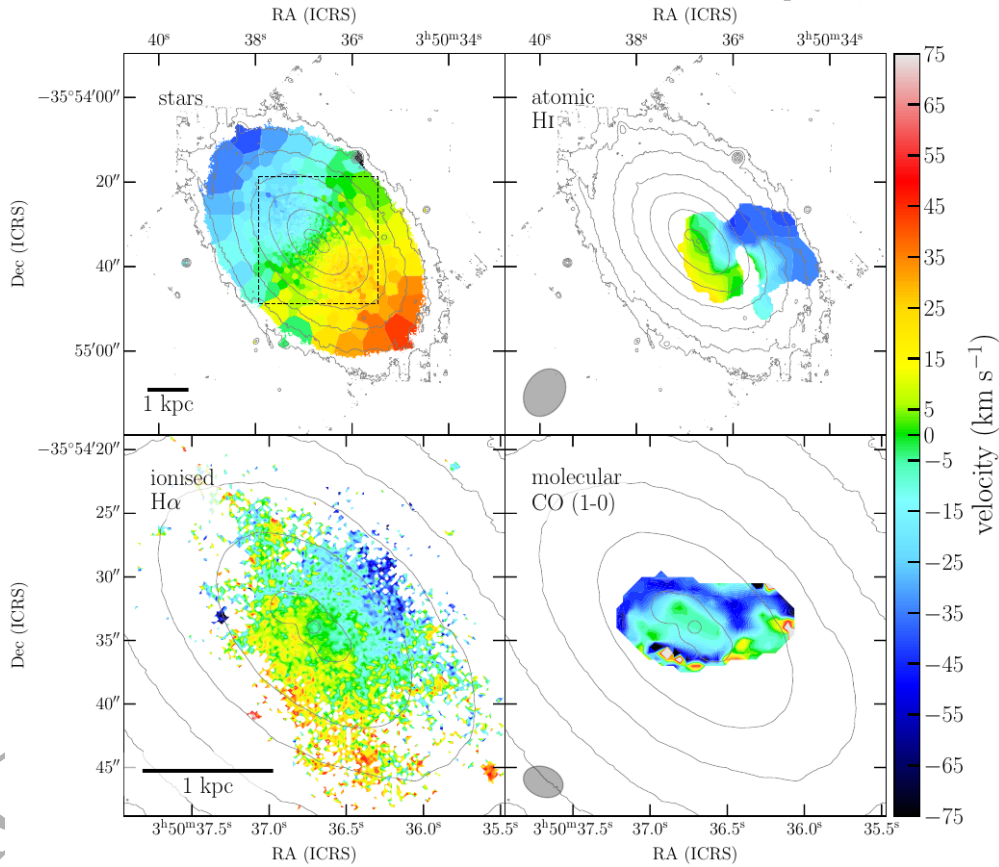 RA (ICRS) RA (ICRS)
40ˢ 38ˢ 36ˢ 3ʰ50ᵐ34ˢ 40ˢ 38ˢ 36ˢ 3ʰ50ᵐ34ˢ
stars
atomic
HI
−35°54′00″
20″
40″
55′00″
Dec (ICRS)
1 kpc
ionised
Hα
molecular
CO (1-0)
−35°54′20″
25″
30″
35″
40″
45″
Dec (ICRS)
1 kpc
3ʰ50ᵐ37.5ˢ 37.0ˢ 36.5ˢ 36.0ˢ 35.5ˢ 3ʰ50ᵐ37.5ˢ 37.0ˢ 36.5ˢ 36.0ˢ 35.5ˢ
RA (ICRS) RA (ICRS)
75
65
55
45
35
25
15
5
0
−5
−15
−25
−35
−45
−55
−65
−75
velocity (km s⁻¹)